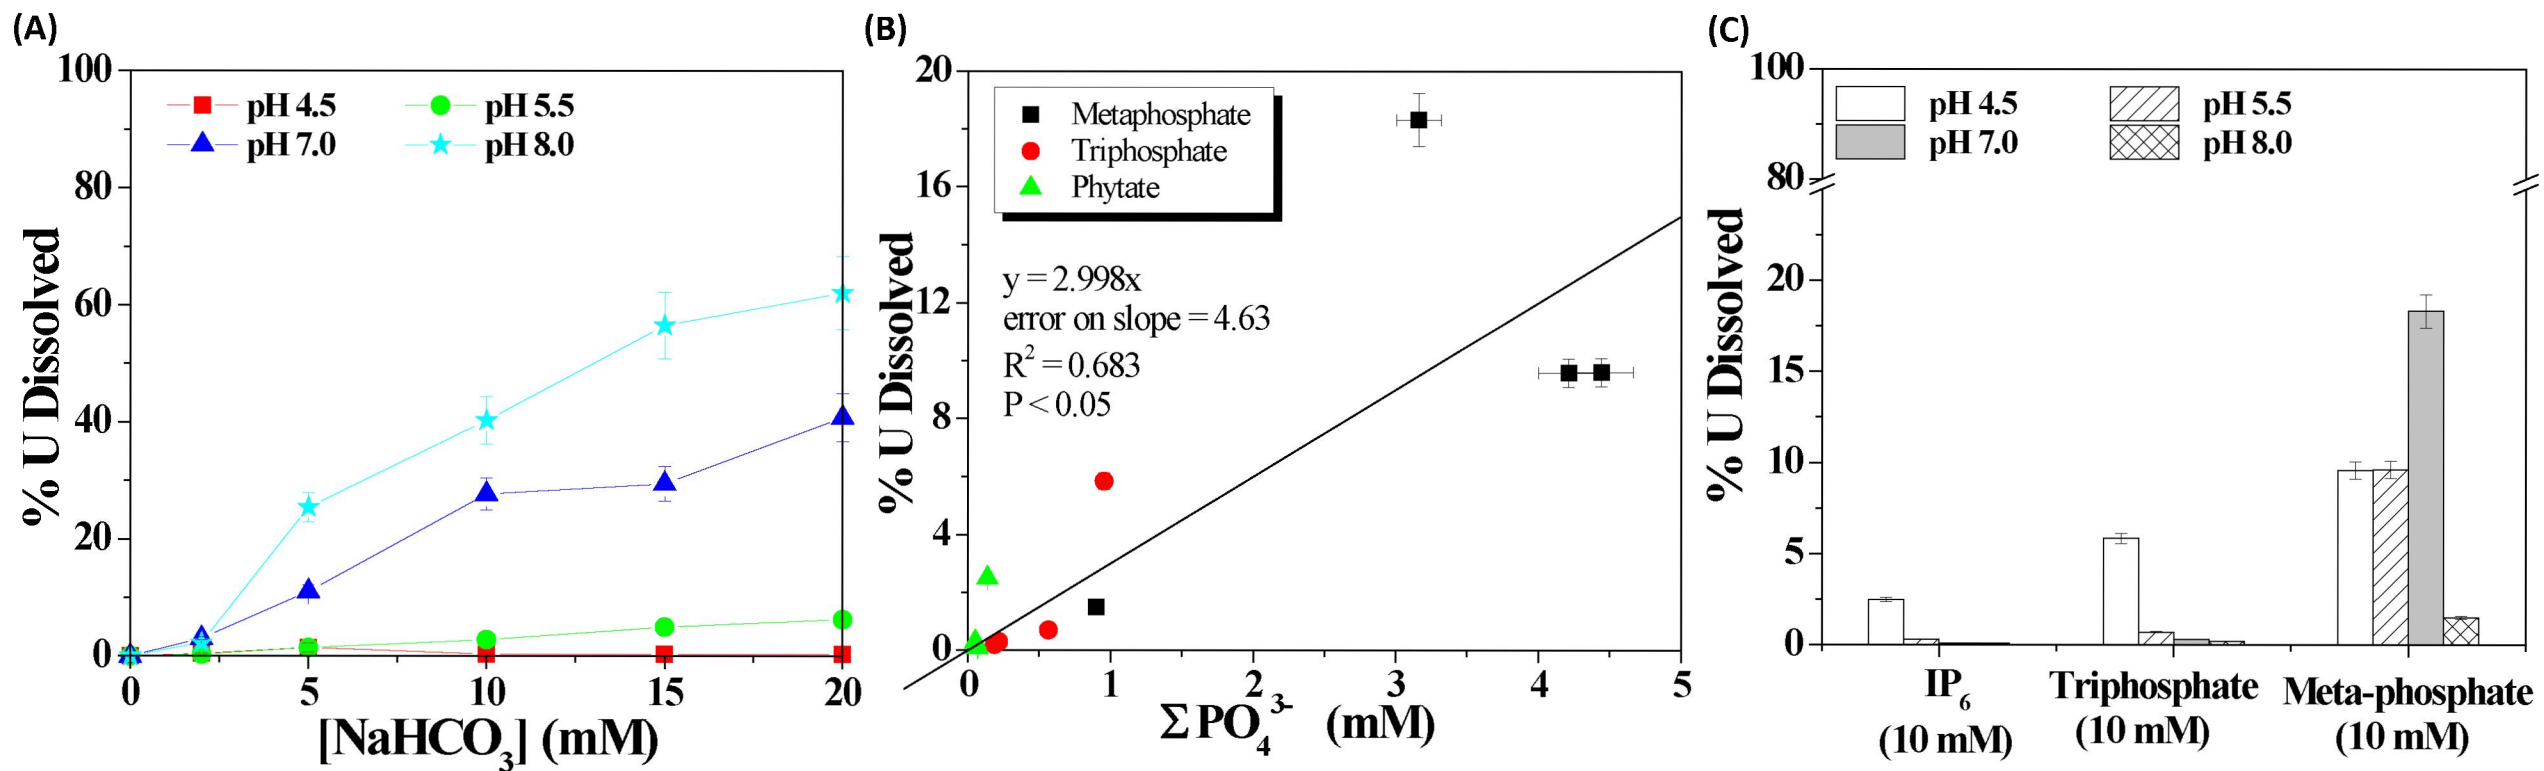 (A)
100
80
60
40
20
0
% U Dissolved
pH 4.5
pH 5.5
pH 7.0
pH 8.0
0 5 10 15 20
[NaHCO₃] (mM)
(B)
20
16
12
8
4
0
% U Dissolved
Metaphosphate
Triphosphate
Phytate
y = 2.998x
error on slope = 4.63
R² = 0.683
P < 0.05
0 1 2 3 4 5
Σ PO₄³⁻ (mM)
(C)
100
80
20
15
10
5
0
% U Dissolved
pH 4.5
pH 5.5
pH 7.0
pH 8.0
IP₆
(10 mM)
Triphosphate
(10 mM)
Meta-phosphate
(10 mM)